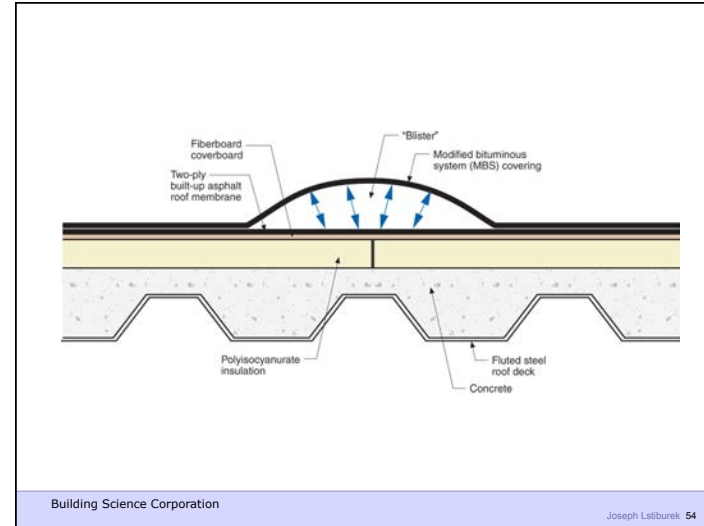 "Blister"
Fiberboard
coverboard
Modified bituminous
system (MBS) covering
Two-ply
built-up asphalt
roof membrane
Polyisocyanurate
insulation
Fluted steel
roof deck
Concrete
Building Science Corporation
Joseph Lstiburek 54